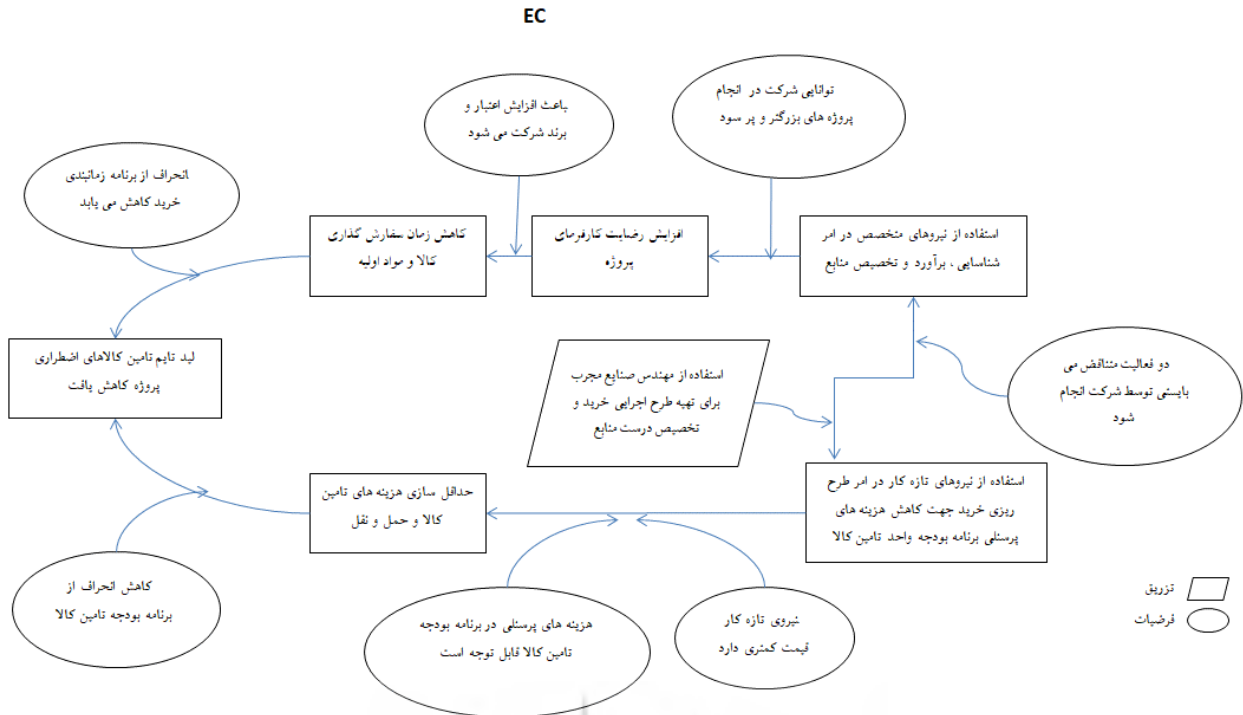 EC
توانایی شرکت در انجام
پروژه های بزرگتر و پر سود
باعث افزایش اعتبار و
برند شرکت می شود
انحراف از برنامه زمانبندی
خرید کاهش می یابد
استفاده از نیروهای متخصص در امر
شناسایی ، برآورد و تخصیص منابع
افزایش رضایت کارفرمای
پروژه
کاهش زمان سفارش گذاری
کالا و مواد اولیه
لید تایم تامین کالاهای اضطراری
پروژه کاهش یافت
استفاده از مهندس صنایع مجرب
برای تهیه طرح اجرایی خرید و
تخصیص درست منابع
دو فعالیت متناقض می
بایستی توسط شرکت انجام
شود
استفاده از نیروهای تازه کار در امر طرح
ریزی خرید جهت کاهش هزینه های
پرسنلی برنامه بودجه واحد تامین کالا
حداقل سازی هزینه های تامین
کالا و حمل و نقل
کاهش انحراف از
برنامه بودجه تامین کالا
هزینه های پرسنلی در برنامه بودجه
تامین کالا قابل توجه است
نیروی تازه کار
قیمت کمتری دارد
تزریق
فرضیات